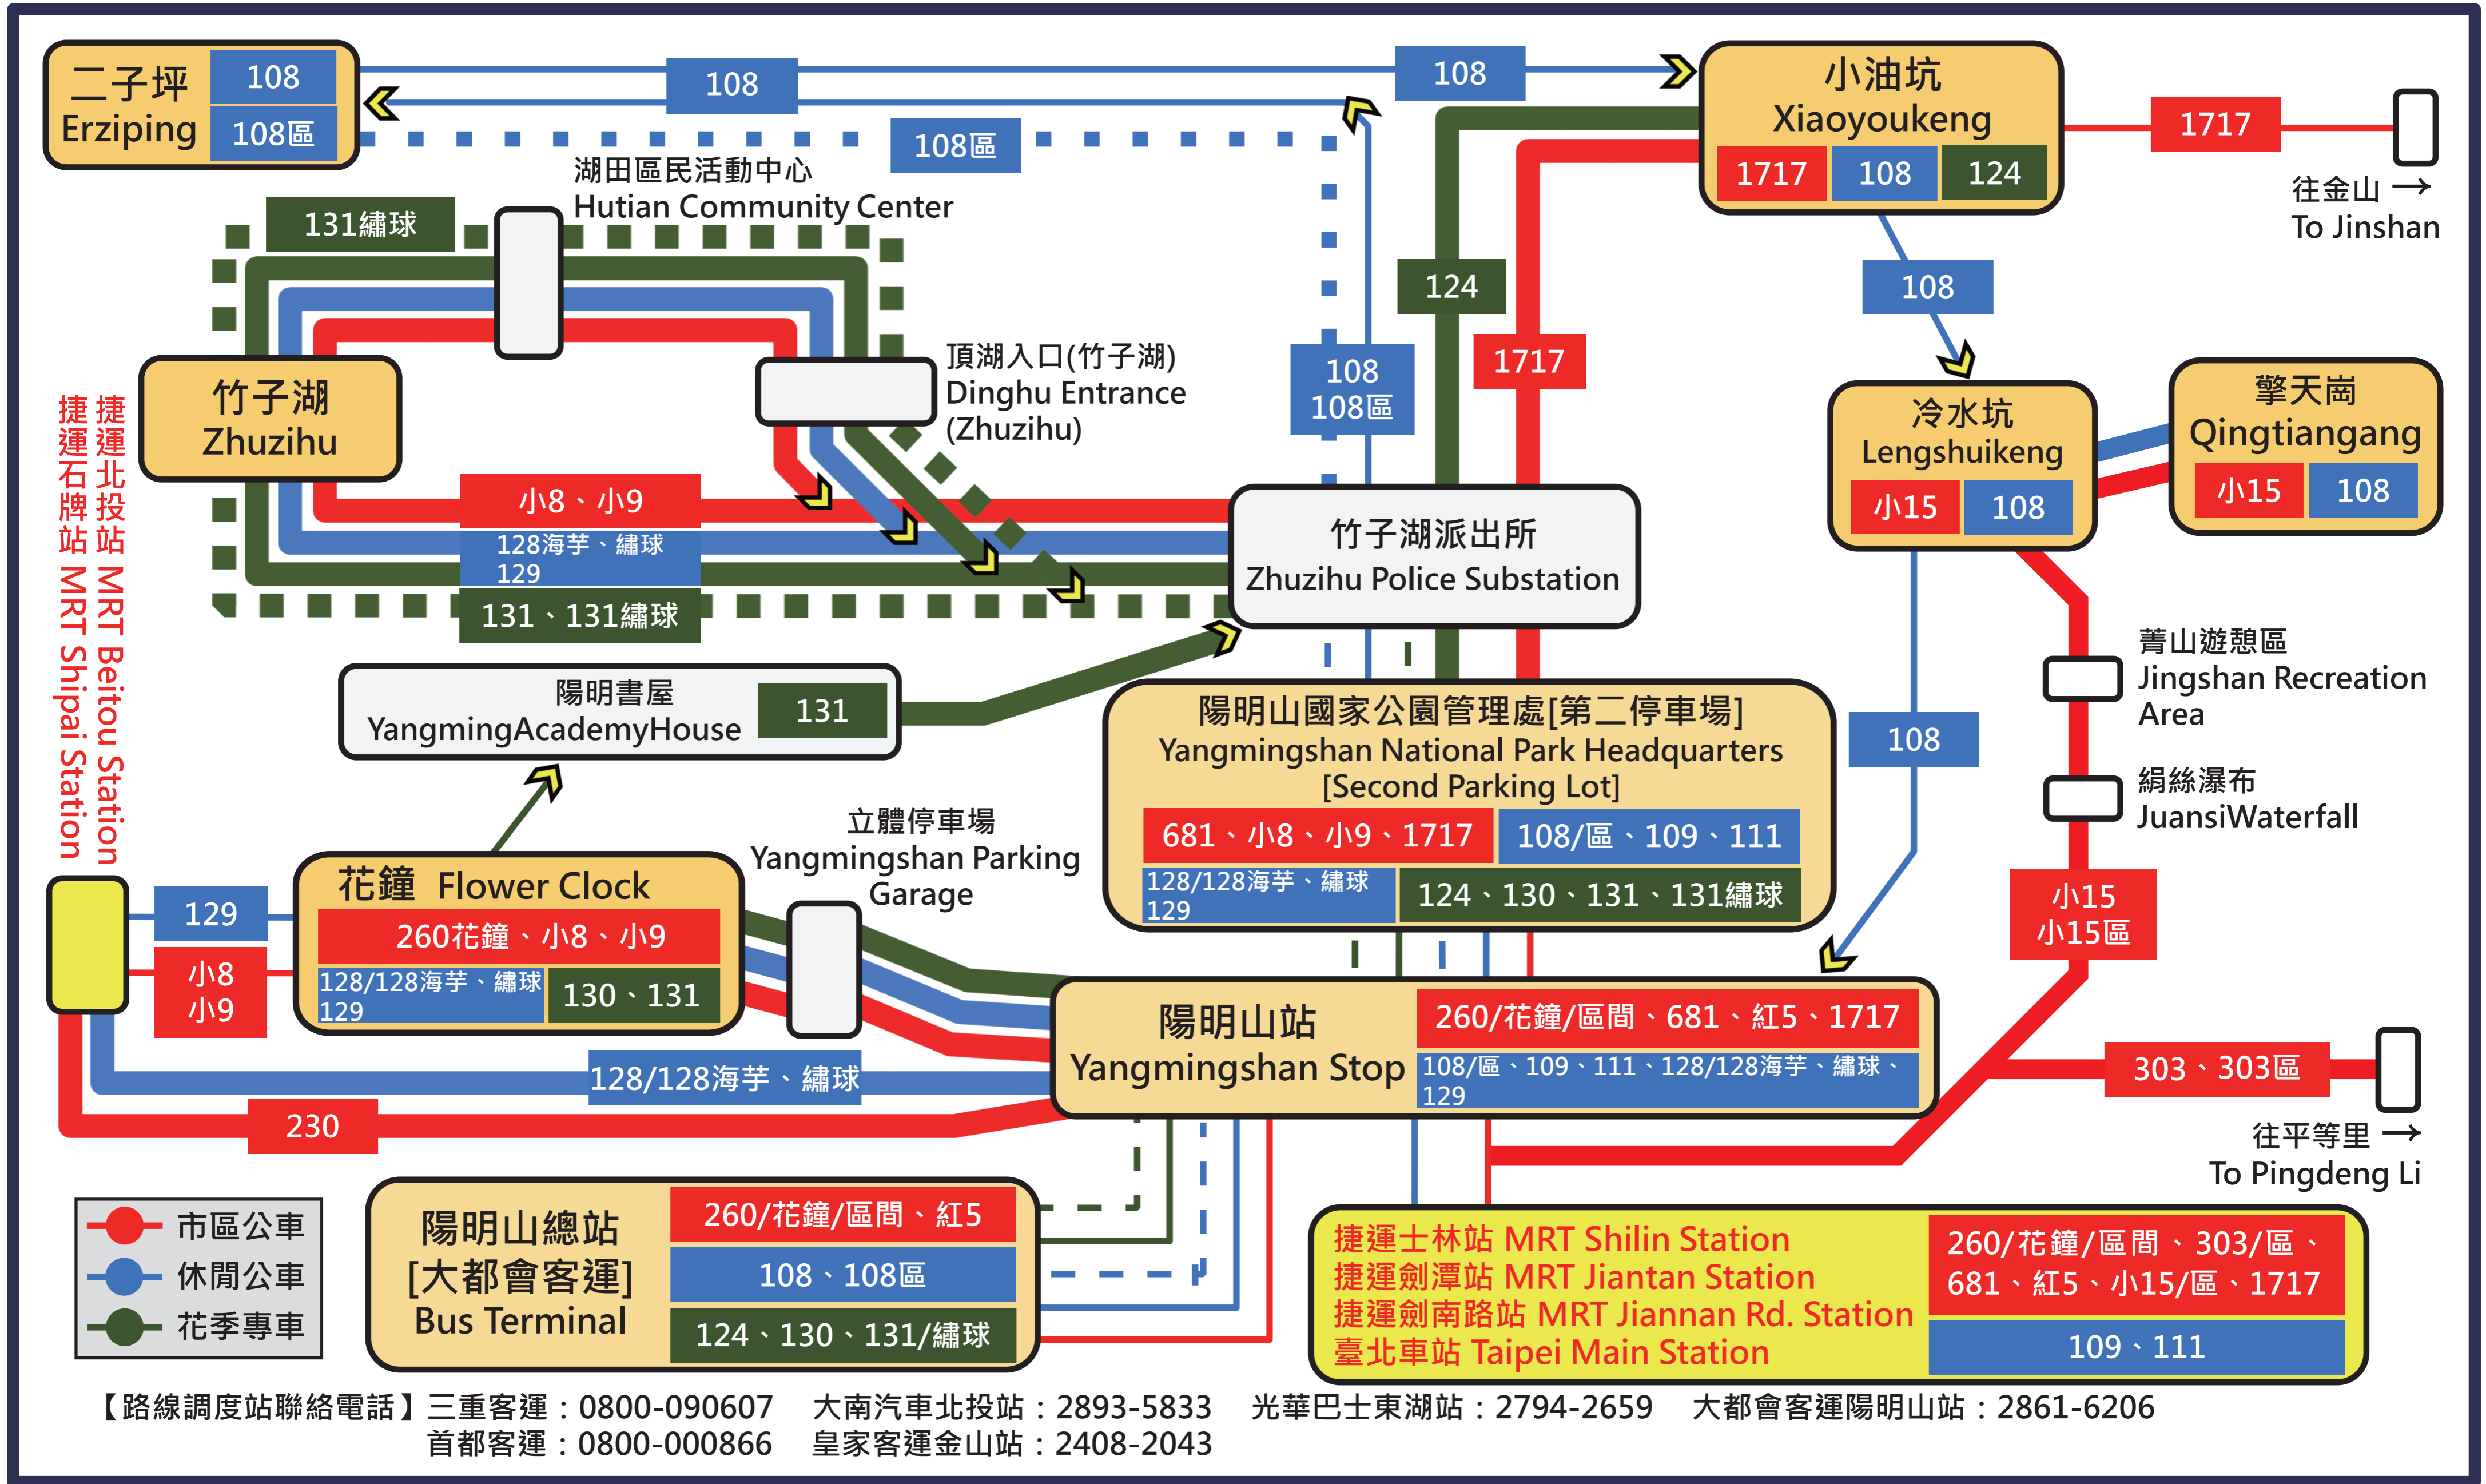 二子坪
Erziping
108
108區
108
108
108區
小油坑
Xiaoyoukeng
1717
108
124
1717
往金山 →
To Jinshan
湖田區民活動中心
Hutian Community Center
131繡球
124
1717
108
108區
108
頂湖入口(竹子湖)
Dinghu Entrance
(Zhuzihu)
竹子湖
Zhuzihu
冷水坑
Lengshuikeng
小15
108
擎天崗
Qingtiangang
小15
108
捷運北投站 MRT Beitou Station
捷運石牌站 MRT Shipai Station
小8、小9
128海芋、繡球
129
131、131繡球
竹子湖派出所
Zhuzihu Police Substation
陽明書屋
YangmingAcademyHouse
131
陽明山國家公園管理處[第二停車場]
Yangmingshan National Park Headquarters
[Second Parking Lot]
681、小8、小9、1717
108/區、109、111
128/128海芋、繡球
129
124、130、131、131繡球
108
菁山遊憩區
Jingshan Recreation
Area
絹絲瀑布
JuansiWaterfall
小15
小15區
立體停車場
Yangmingshan Parking
Garage
花鐘 Flower Clock
260花鐘、小8、小9
128/128海芋、繡球
129
130、131
129
小8
小9
128/128海芋、繡球
230
陽明山站
Yangmingshan Stop
260/花鐘/區間、681、紅5、1717
108/區、109、111、128/128海芋、繡球、
129
303、303區
往平等里 →
To Pingdeng Li
市區公車
休閒公車
花季專車
陽明山總站
[大都會客運]
Bus Terminal
260/花鐘/區間、紅5
108、108區
124、130、131/繡球
捷運士林站 MRT Shilin Station
捷運劍潭站 MRT Jiantan Station
捷運劍南路站 MRT Jiannan Rd. Station
臺北車站 Taipei Main Station
260/花鐘/區間、303/區、
681、紅5、小15/區、1717
109、111
【路線調度站聯絡電話】三重客運：0800-090607 大南汽車北投站：2893-5833 光華巴士東湖站：2794-2659 大都會客運陽明山站：2861-6206
首都客運：0800-000866 皇家客運金山站：2408-2043